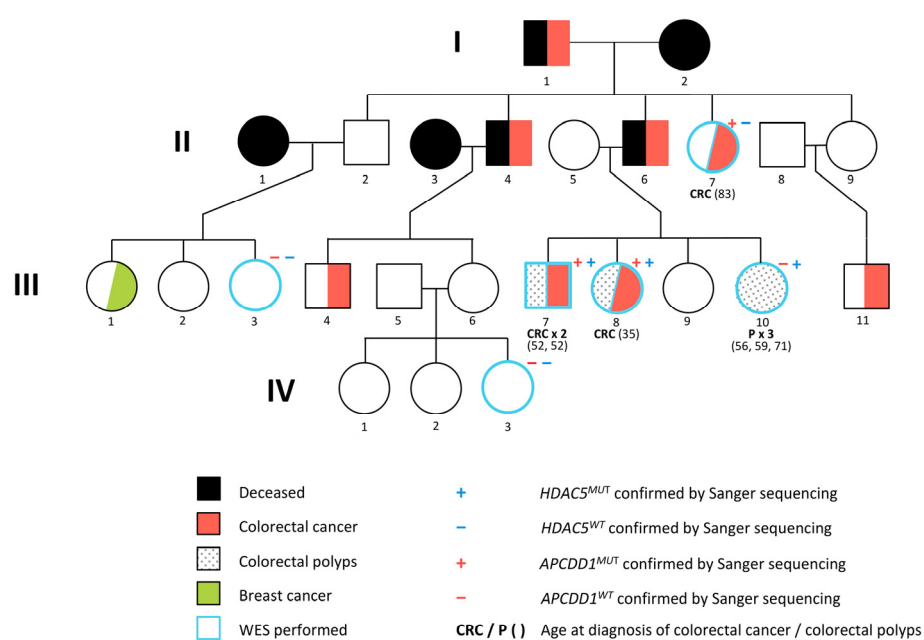 I
1 2
II
+ −
1 2 3 4 5 6 7 8 9
CRC (83)
III
− − + + + + − +
1 2 3 4 5 6 7 8 9 10 11
CRC x 2 CRC (35) P x 3
(52, 52) (56, 59, 71)
IV
− −
1 2 3
Deceased + HDAC5MUT confirmed by Sanger sequencing
Colorectal cancer − HDAC5WT confirmed by Sanger sequencing
Colorectal polyps + APCDD1MUT confirmed by Sanger sequencing
Breast cancer − APCDD1WT confirmed by Sanger sequencing
WES performed CRC / P ( ) Age at diagnosis of colorectal cancer / colorectal polyps